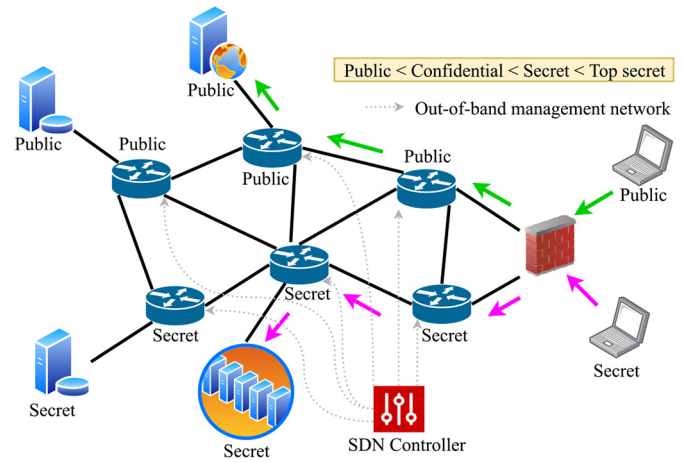 Public < Confidential < Secret < Top secret
Out-of-band management network
Public
Public
Public
Public
Public
Public
Secret
Secret
Secret
Secret
Secret
Secret
SDN Controller